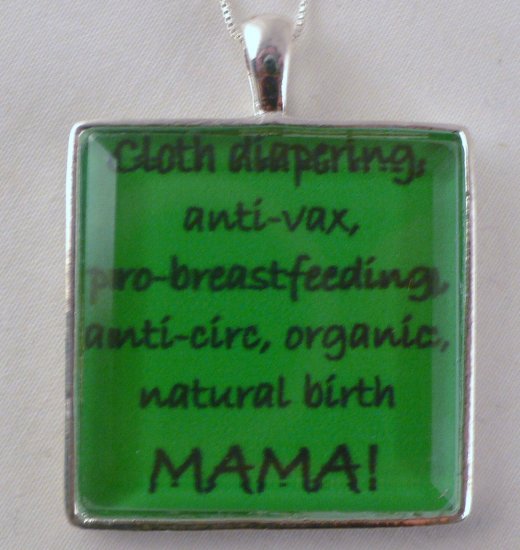 Cloth diapering,
anti-vax,
pro-breastfeeding,
anti-circ, organic,
natural birth
MAMA!